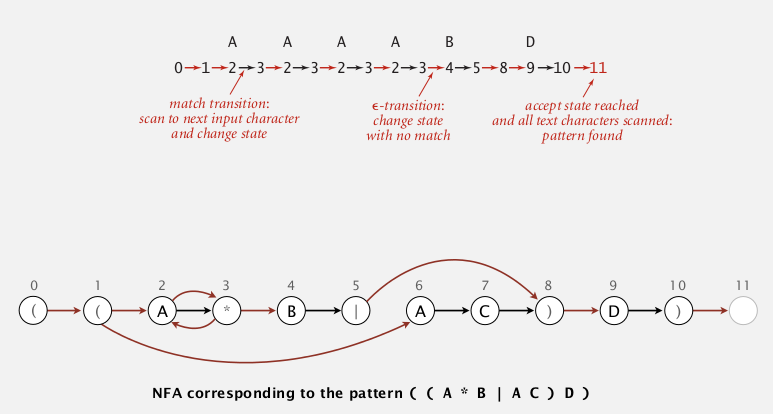 A A A A B D
0 1 2 3 2 3 2 3 2 3 4 5 8 9 10 11
match transition:
scan to next input character
and change state
ϵ-transition:
change state
with no match
accept state reached
and all text characters scanned:
pattern found
0 1 2 3 4 5 6 7 8 9 10 11
( ( A * B | A C ) D )
NFA corresponding to the pattern ( ( A * B | A C ) D )